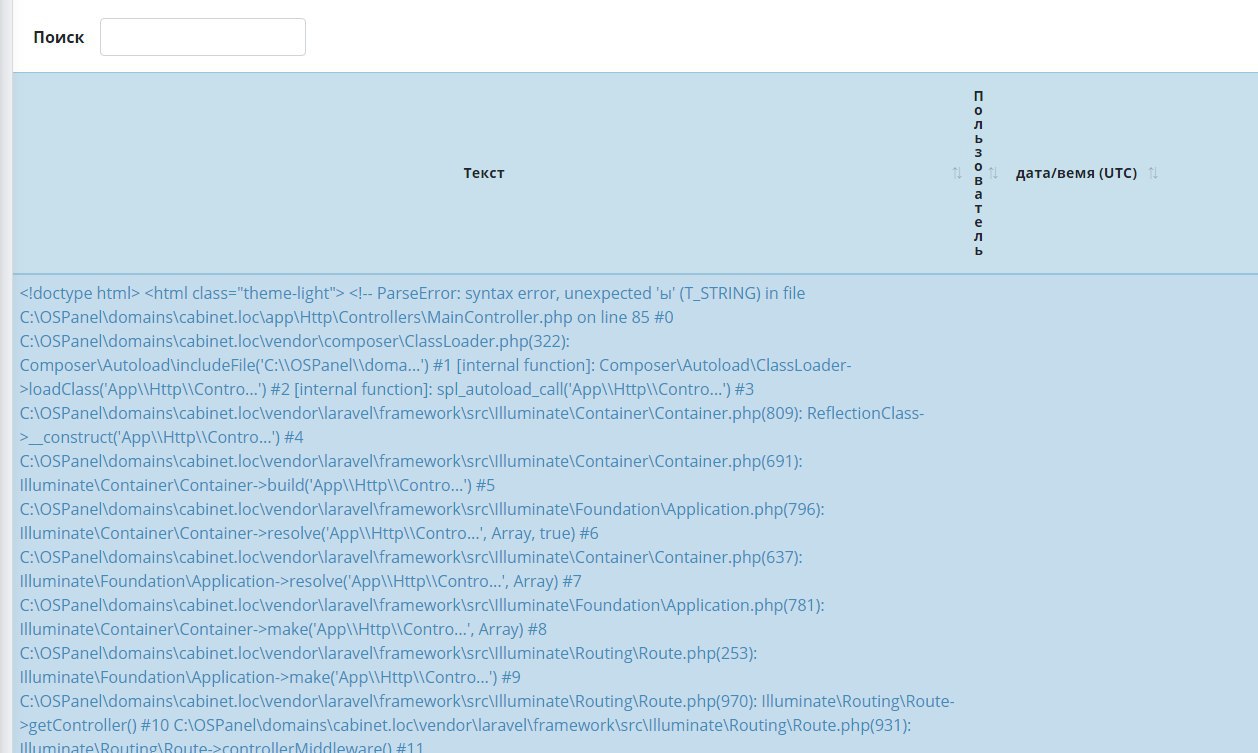 Поиск
Текст
Пользователь
дата/вемя (UTC)
<!doctype html> <html class="theme-light"> <!-- ParseError: syntax error, unexpected 'ы' (T_STRING) in file
C:\OSPanel\domains\cabinet.loc\app\Http\Controllers\MainController.php on line 85 #0
C:\OSPanel\domains\cabinet.loc\vendor\composer\ClassLoader.php(322):
Composer\Autoload\includeFile('C:\\OSPanel\\doma...') #1 [internal function]: Composer\Autoload\ClassLoader-
>loadClass('App\\Http\\Contro...') #2 [internal function]: spl_autoload_call('App\\Http\\Contro...') #3
C:\OSPanel\domains\cabinet.loc\vendor\laravel\framework\src\Illuminate\Container\Container.php(809): ReflectionClass-
>__construct('App\\Http\\Contro...') #4
C:\OSPanel\domains\cabinet.loc\vendor\laravel\framework\src\Illuminate\Container\Container.php(691):
Illuminate\Container\Container->build('App\\Http\\Contro...') #5
C:\OSPanel\domains\cabinet.loc\vendor\laravel\framework\src\Illuminate\Foundation\Application.php(796):
Illuminate\Container\Container->resolve('App\\Http\\Contro...', Array, true) #6
C:\OSPanel\domains\cabinet.loc\vendor\laravel\framework\src\Illuminate\Container\Container.php(637):
Illuminate\Foundation\Application->resolve('App\\Http\\Contro...', Array) #7
C:\OSPanel\domains\cabinet.loc\vendor\laravel\framework\src\Illuminate\Foundation\Application.php(781):
Illuminate\Container\Container->make('App\\Http\\Contro...', Array) #8
C:\OSPanel\domains\cabinet.loc\vendor\laravel\framework\src\Illuminate\Routing\Route.php(253):
Illuminate\Foundation\Application->make('App\\Http\\Contro...') #9
C:\OSPanel\domains\cabinet.loc\vendor\laravel\framework\src\Illuminate\Routing\Route.php(970): Illuminate\Routing\Route-
>getController() #10 C:\OSPanel\domains\cabinet.loc\vendor\laravel\framework\src\Illuminate\Routing\Route.php(931):
Illuminate\Routing\Route->controllerMiddleware() #11